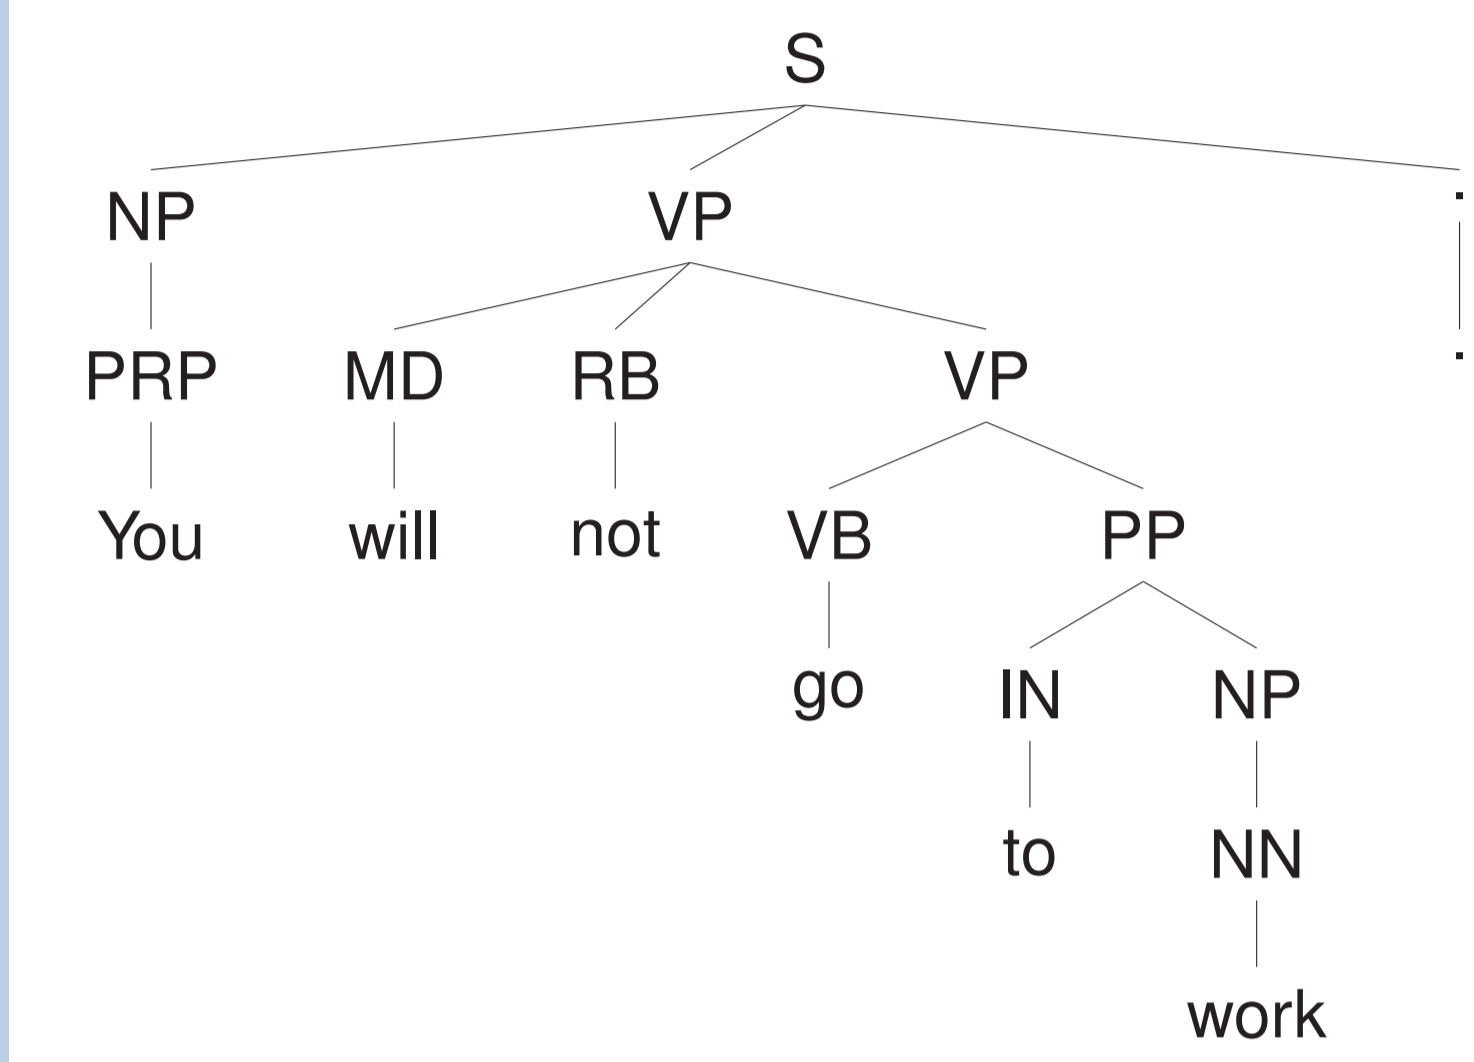 S
NP VP .
PRP MD RB VP .
You will not VB PP
go IN NP
to NN
work